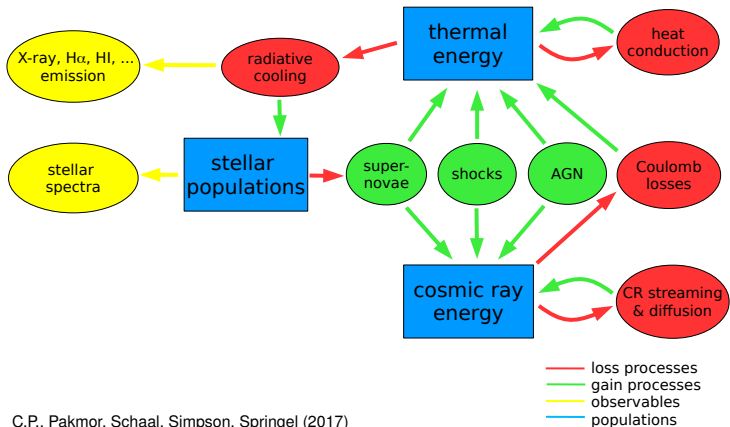 X-ray, Hα, HI, ...
emission
radiative
cooling
thermal
energy
heat
conduction
stellar
spectra
stellar
populations
super-
novae
shocks
AGN
Coulomb
losses
cosmic ray
energy
CR streaming
& diffusion
loss processes
gain processes
observables
populations
C.P., Pakmor, Schaal, Simpson, Springel (2017)